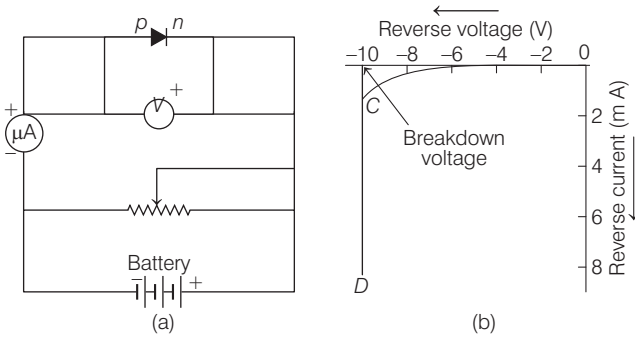 p n
V +
+
μA
−
Battery
− +
(a)
Reverse voltage (V)
−10 −8 −6 −4 −2 0
C
Breakdown
voltage
2
4
6
8
Reverse current (m A)
D
(b)